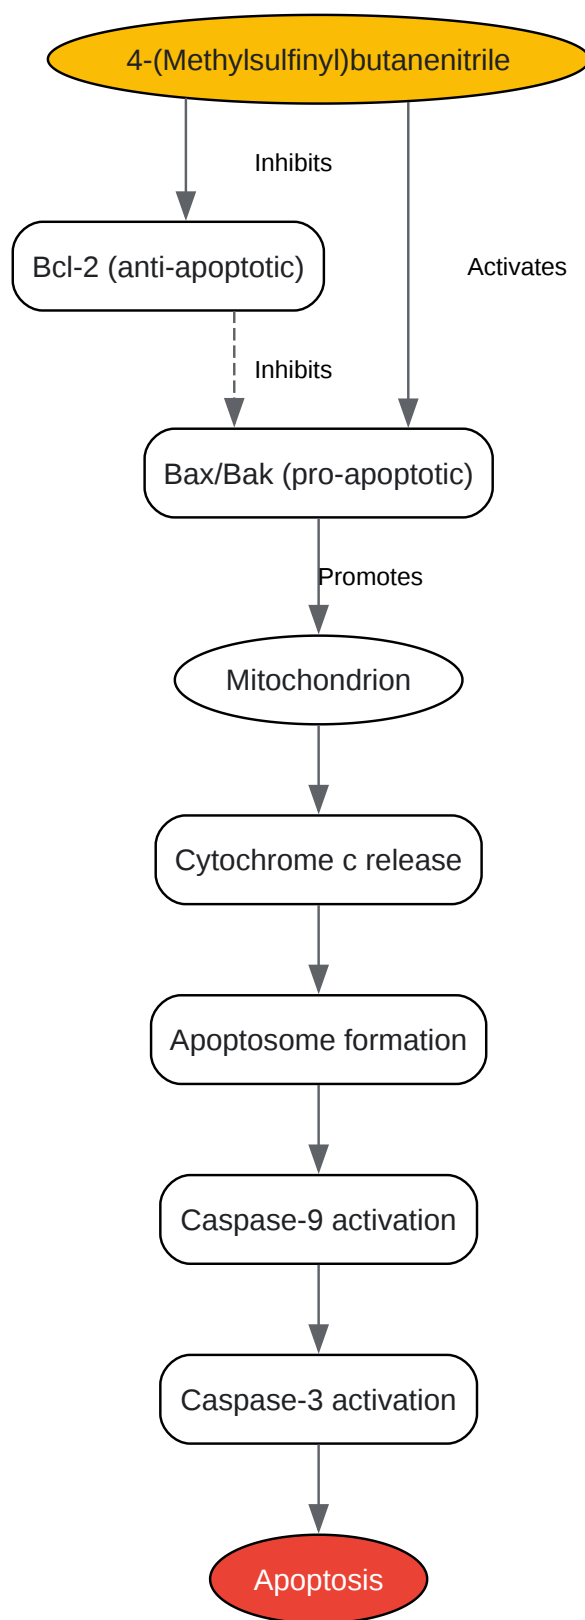 4-(Methylsulfinyl)butanenitrile
Inhibits
Bcl-2 (anti-apoptotic)
Activates
Inhibits
Bax/Bak (pro-apoptotic)
Promotes
Mitochondrion
Cytochrome c release
Apoptosome formation
Caspase-9 activation
Caspase-3 activation
Apoptosis